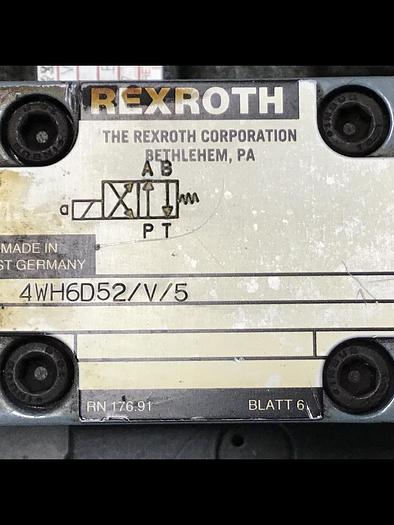 REXROTH
THE REXROTH CORPORATION
BETHLEHEM, PA
A B
a
P T
MADE IN
ST GERMANY
4WH6D52/V/5
RN 176.91
BLATT 6